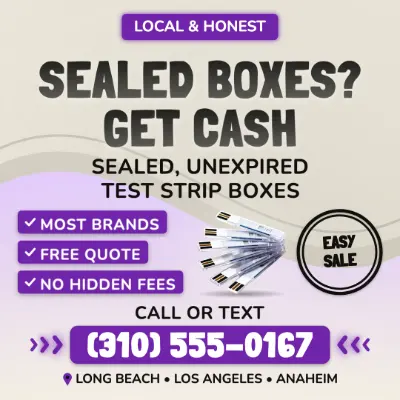 LOCAL & HONEST
SEALED BOXES?
GET CASH
SEALED, UNEXPIRED
TEST STRIP BOXES
MOST BRANDS
FREE QUOTE
NO HIDDEN FEES
EASY
SALE
CALL OR TEXT
(310) 555-0167
LONG BEACH • LOS ANGELES • ANAHEIM